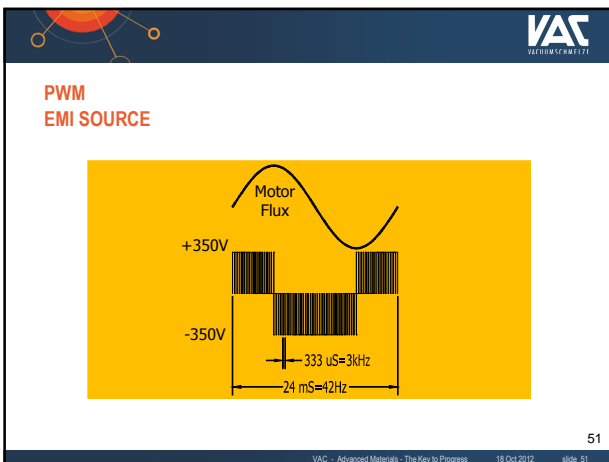 VAC
VACUUMSCHMELZE
PWM
EMI SOURCE
Motor
Flux
+350V
-350V
333 uS=3kHz
24 mS=42Hz
51
VAC - Advanced Materials - The Key to Progress 18 Oct 2012 slide 51